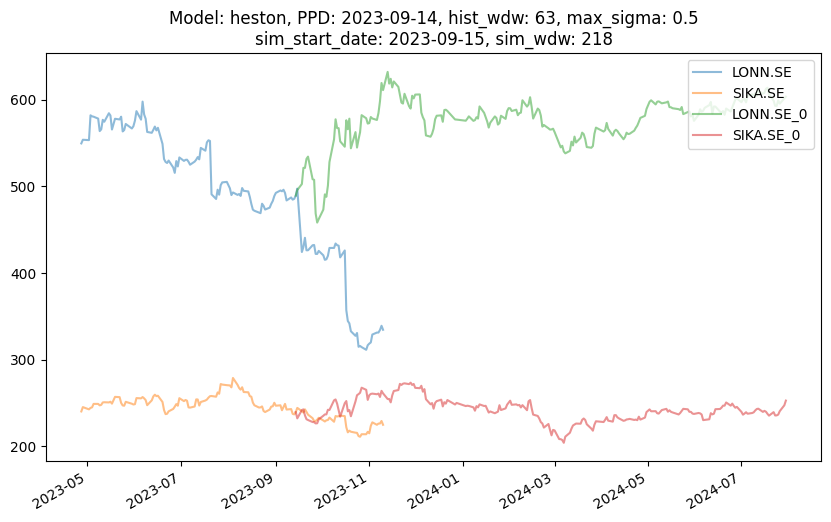 Model: heston, PPD: 2023-09-14, hist_wdw: 63, max_sigma: 0.5
sim_start_date: 2023-09-15, sim_wdw: 218
LONN.SE
SIKA.SE
LONN.SE_0
SIKA.SE_0
600
500
400
300
200
2023-05
2023-07
2023-09
2023-11
2024-01
2024-03
2024-05
2024-07